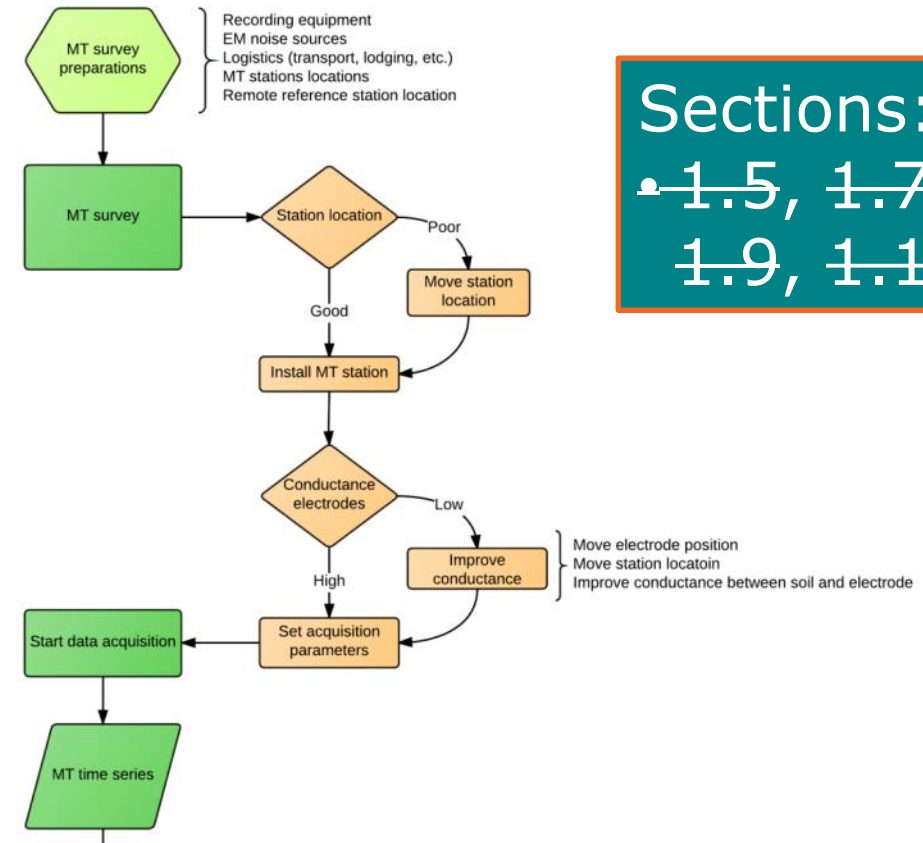 MT survey
preparations
Recording equipment
EM noise sources
Logistics (transport, lodging, etc.)
MT stations locations
Remote reference station location
Sections:
• 1.5, 1.7
1.9, 1.1
MT survey
Station location
Poor
Move station
location
Good
Install MT station
Conductance
electrodes
Low
Improve
conductance
Move electrode position
Move station locatoin
Improve conductance between soil and electrode
High
Set acquisition
parameters
Start data acquisition
MT time series